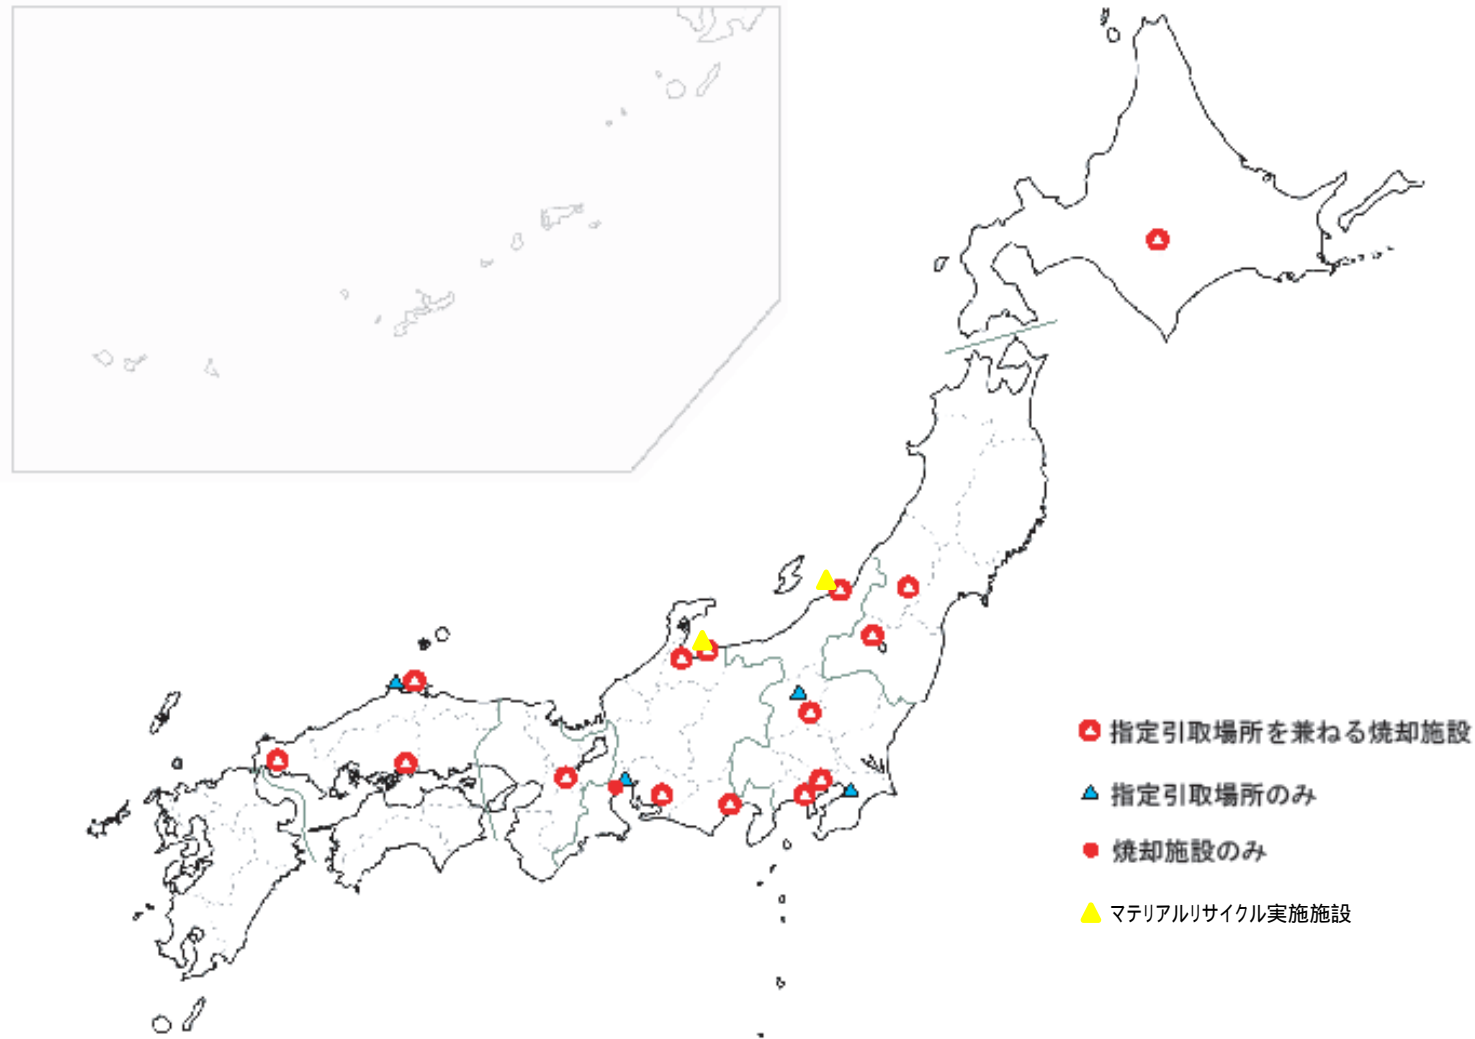 指定引取場所を兼ねる焼却施設
指定引取場所のみ
焼却施設のみ
マテリアルリサイクル実施施設